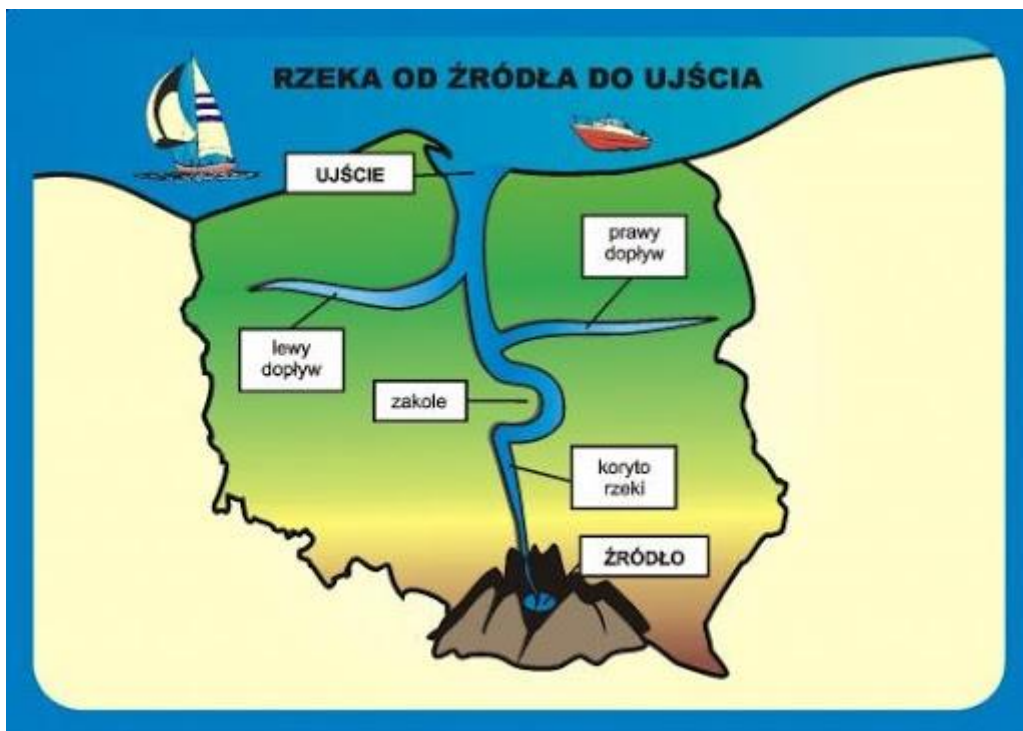 RZEKA OD ŹRÓDŁA DO UJŚCIA
UJŚCIE
prawy
dopływ
lewy
dopływ
zakole
koryto
rzeki
ŹRÓDŁO